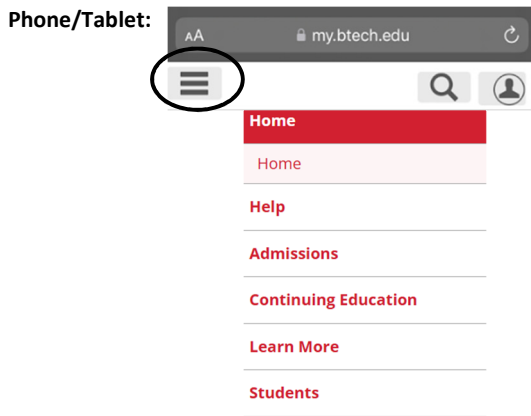 Phone/Tablet:
AA my.btech.edu
Home
Home
Help
Admissions
Continuing Education
Learn More
Students